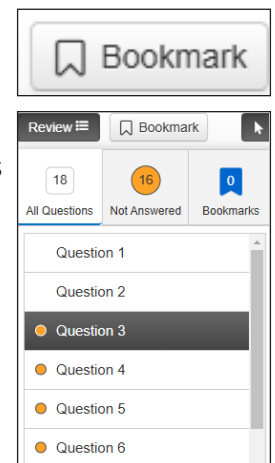 Bookmark
Review Bookmark
18 16 0
All Questions Not Answered Bookmarks
Question 1
Question 2
Question 3
Question 4
Question 5
Question 6